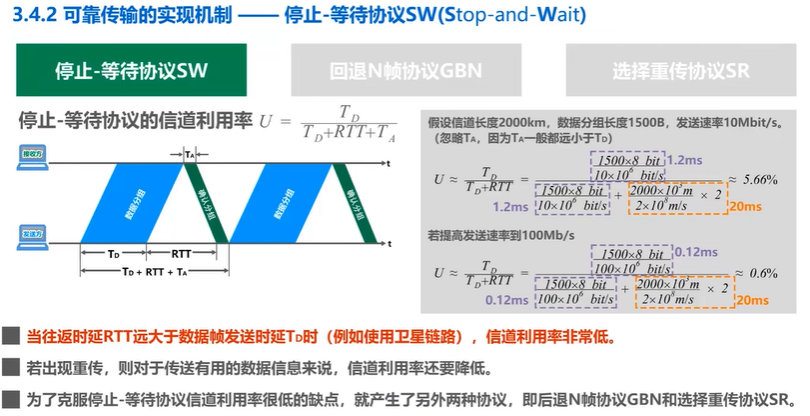 3.4.2 可靠传输的实现机制 —— 停止-等待协议SW(Stop-and-Wait)
停止-等待协议SW
回退N帧协议GBN
选择重传协议SR
停止-等待协议的信道利用率 U = T_D / (T_D+RTT+T_A)
接收方
T_A
t
数据分组
确认分组
数据分组
确认分组
发送方
t
T_D
RTT
T_D + RTT + T_A
假设信道长度2000km，数据分组长度1500B，发送速率10Mbit/s。
（忽略T_A，因为T_A一般都远小于T_D）
1500×8 bit
1.2ms
U ≈ T_D / (T_D+RTT) =
10×10⁶ bit/s
≈ 5.66%
1500×8 bit
2000×10³m
1.2ms
10×10⁶ bit/s
+
2×10⁸m/s
× 2
20ms
若提高发送速率到100Mb/s
1500×8 bit
0.12ms
U ≈ T_D / (T_D+RTT) =
100×10⁶ bit/s
≈ 0.6%
1500×8 bit
2000×10³m
0.12ms
100×10⁶ bit/s
+
2×10⁸m/s
× 2
20ms
当往返时延RTT远大于数据帧发送时延T_D时（例如使用卫星链路），信道利用率非常低。
若出现重传，则对于传送有用的数据信息来说，信道利用率还要降低。
为了克服停止-等待协议信道利用率很低的缺点，就产生了另外两种协议，即后退N帧协议GBN和选择重传协议SR。